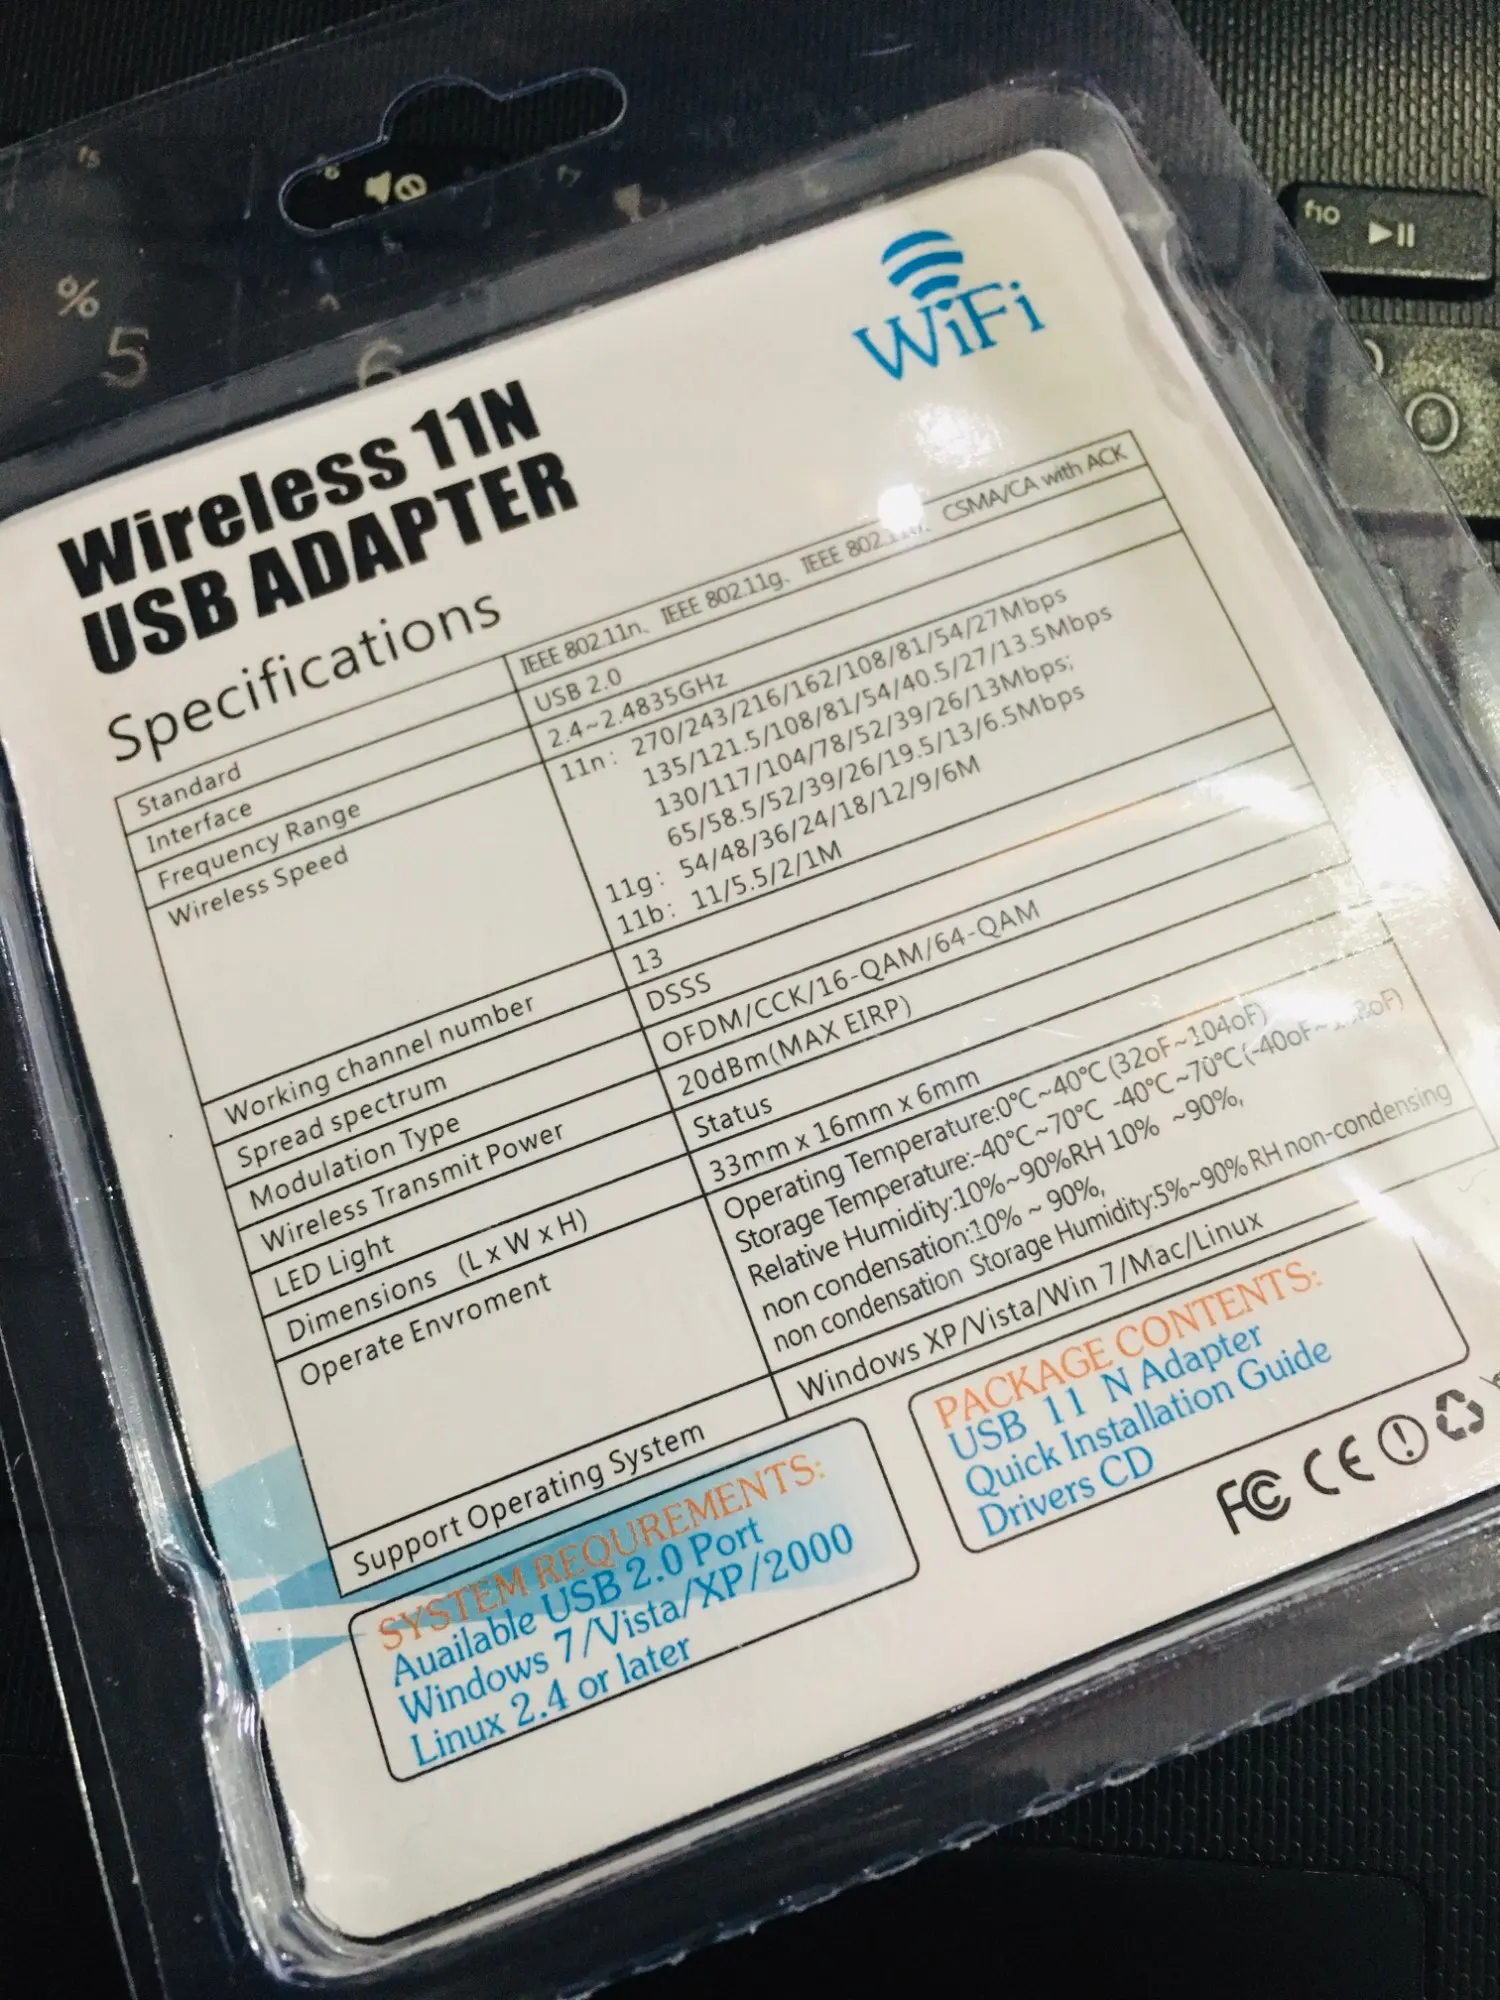 f5
f10
%
5
6
O
WiFi
Wireless 11N
USB ADAPTER
Specifications
Standard IEEE 802.11n、IEEE 802.11g、IEEE CSMA/CA with ACK
Interface USB 2.0
Frequency Range 2.4~2.4835GHz
Wireless Speed 11n: 270/243/216/162/108/81/54/27Mbps
135/121.5/108/81/54/40.5/27/13.5Mbps
130/117/104/78/52/39/26/13Mbps;
65/58.5/52/39/26/19.5/13/6.5Mbps
11g: 54/48/36/24/18/12/9/6M
11b: 11/5.5/2/1M
Working channel number 13
Spread spectrum DSSS
Modulation Type OFDM/CCK/16-QAM/64-QAM
Wireless Transmit Power 20dBm(MAX EIRP)
LED Light Status
Dimensions (L x W x H) 33mm x 16mm x 6mm
Operate Enviroment Operating Temperature:0°C~40°C (32oF~104oF)
Storage Temperature:-40°C~70°C -40°C~70°C (-40oF~
Relative Humidity:10%~90%RH 10% ~90%,
non condensation:10% ~ 90%,
non condensation Storage Humidity:5%~90% RH non-condensing
Support Operating System Windows XP/Vista/Win 7/Mac/Linux
SYSTEM REQUREMENTS:
Auailable USB 2.0 Port
Windows 7/Vista/XP/2000
Linux 2.4 or later
PACKAGE CONTENTS:
USB 11 N Adapter
Quick Installation Guide
Drivers CD
FC CE